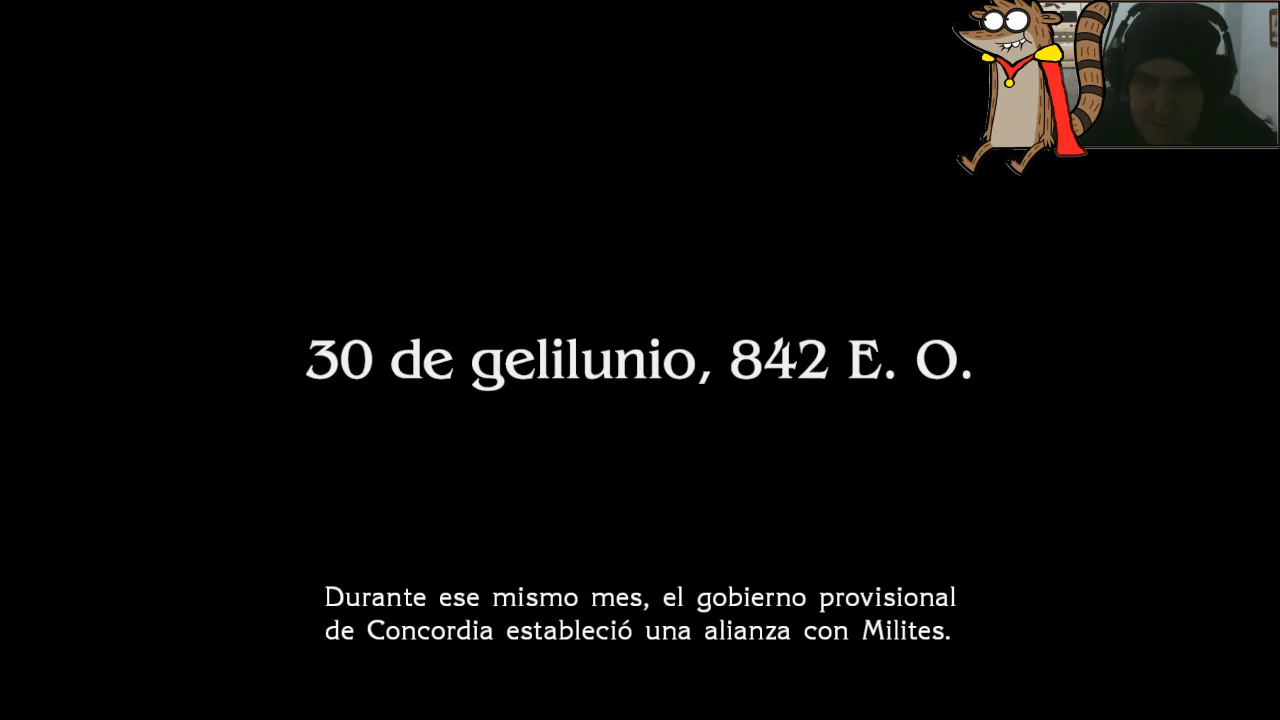 30 de gelilunio, 842 E. O.
Durante ese mismo mes, el gobierno provisional
de Concordia estableció una alianza con Milites.